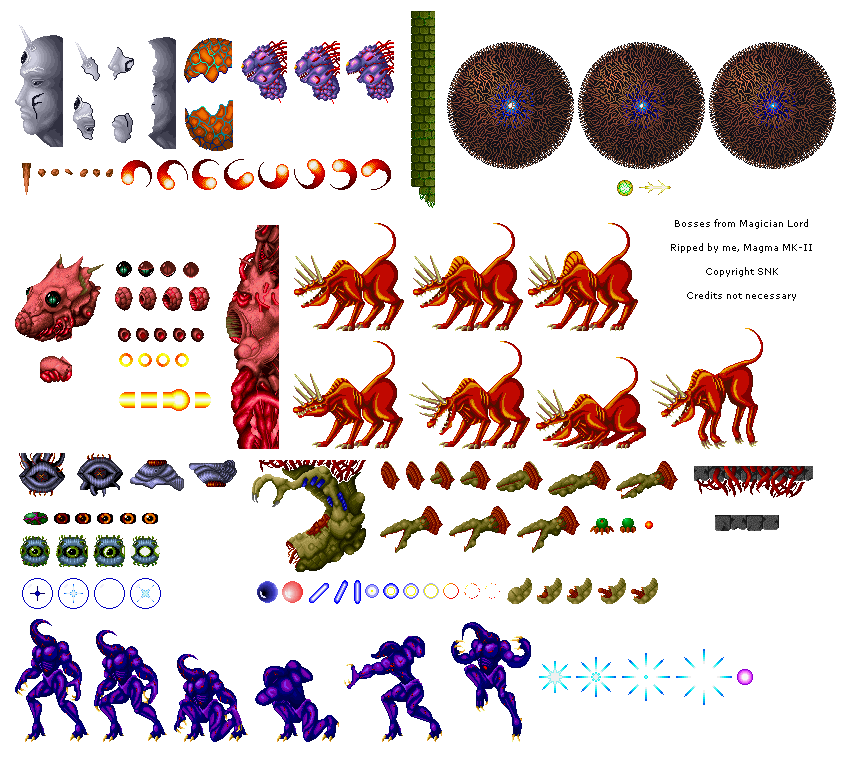 Bosses from Magician Lord
Ripped by me, Magma MK-II
Copyright SNK
Credits not necessary